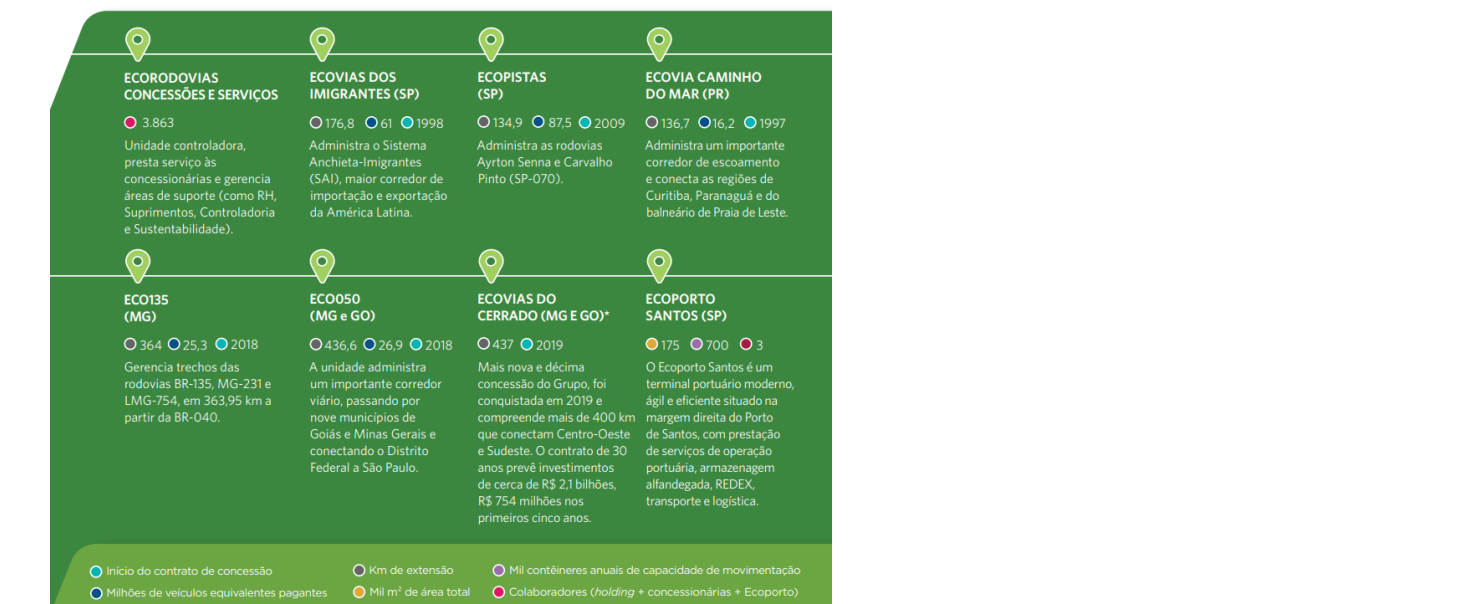 ECORODOVIAS
CONCESSÕES E SERVIÇOS
3.863
Unidade controladora,
presta serviço às
concessionárias e gerencia
áreas de suporte (como RH,
Suprimentos, Controladoria
e Sustentabilidade).
ECOVIAS DOS
IMIGRANTES (SP)
176,8 61 1998
Administra o Sistema
Anchieta-Imigrantes
(SAI), maior corredor de
importação e exportação
da América Latina.
ECOPISTAS
(SP)
134,9 87,5 2009
Administra as rodovias
Ayrton Senna e Carvalho
Pinto (SP-070).
ECOVIA CAMINHO
DO MAR (PR)
136,7 16,2 1997
Administra um importante
corredor de escoamento
e conecta as regiões de
Curitiba, Paranaguá e do
balneário de Praia de Leste.
ECO135
(MG)
364 25,3 2018
Gerencia trechos das
rodovias BR-135, MG-231 e
LMG-754, em 363,95 km a
partir da BR-040.
ECO050
(MG e GO)
436,6 26,9 2018
A unidade administra
um importante corredor
viário, passando por
nove municípios de
Goiás e Minas Gerais e
conectando o Distrito
Federal a São Paulo.
ECOVIAS DO
CERRADO (MG E GO)*
437 2019
Mais nova e décima
concessão do Grupo, foi
conquistada em 2019 e
compreende mais de 400 km
que conectam Centro-Oeste
e Sudeste. O contrato de 30
anos prevê investimentos
de cerca de R$ 2,1 bilhões,
R$ 754 milhões nos
primeiros cinco anos.
ECOPORTO
SANTOS (SP)
175 700 3
O Ecoporto Santos é um
terminal portuário moderno,
ágil e eficiente situado na
margem direita do Porto
de Santos, com prestação
de serviços de operação
portuária, armazenagem
alfandegada, REDEX,
transporte e logística.
Início do contrato de concessão
Milhões de veículos equivalentes pagantes
Km de extensão
Mil m² de área total
Mil contêineres anuais de capacidade de movimentação
Colaboradores (holding + concessionárias + Ecoporto)